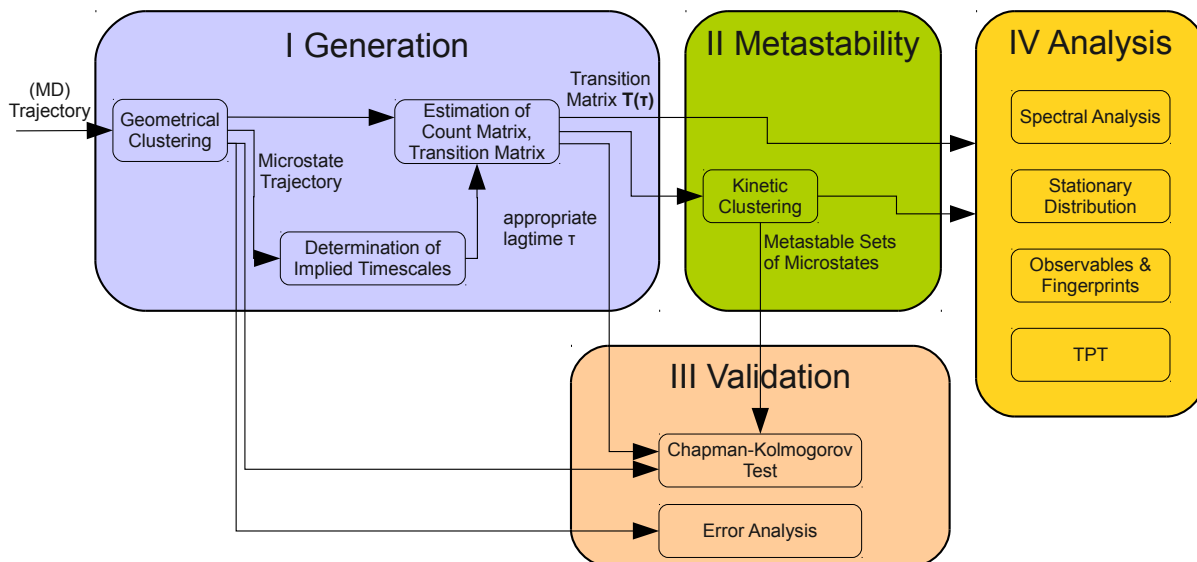 I Generation
II Metastability
IV Analysis
(MD)
Trajectory
Geometrical
Clustering
Estimation of
Count Matrix,
Transition Matrix
Transition
Matrix T(τ)
Microstate
Trajectory
Determination of
Implied Timescales
appropriate
lagtime τ
Kinetic
Clustering
Metastable Sets
of Microstates
Spectral Analysis
Stationary
Distribution
Observables &
Fingerprints
TPT
III Validation
Chapman-Kolmogorov
Test
Error Analysis